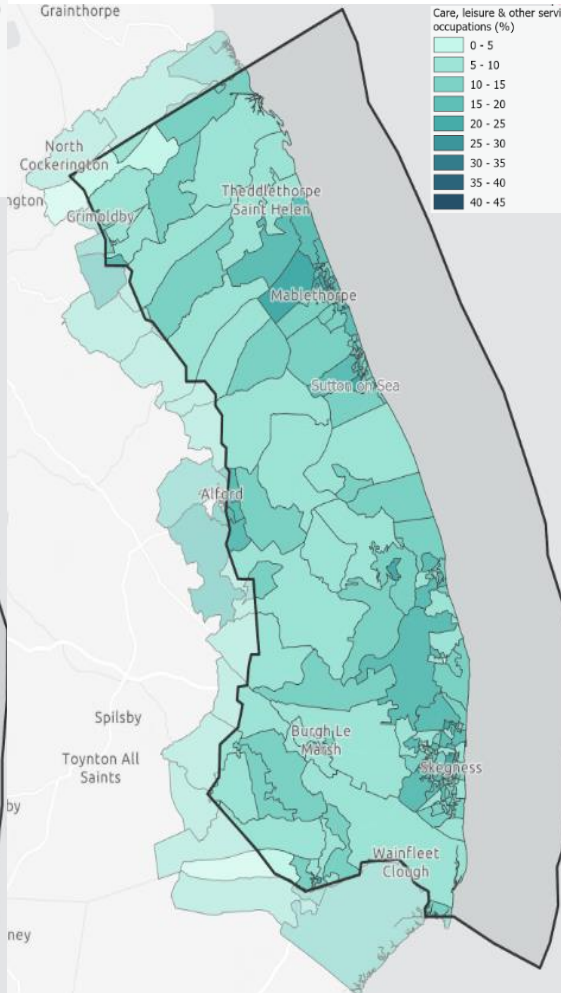 Grainthorpe
Care, leisure & other servi
occupations (%)
0 - 5
5 - 10
10 - 15
15 - 20
20 - 25
25 - 30
30 - 35
35 - 40
40 - 45
North
Cockerington
ngton
Grimoldby
Theddlethorpe
Saint Helen
Mablethorpe
Sutton on Sea
Alford
Spilsby
Burgh Le
Marsh
Toynton All
Saints
Skegness
by
Wainfleet
Clough
ney